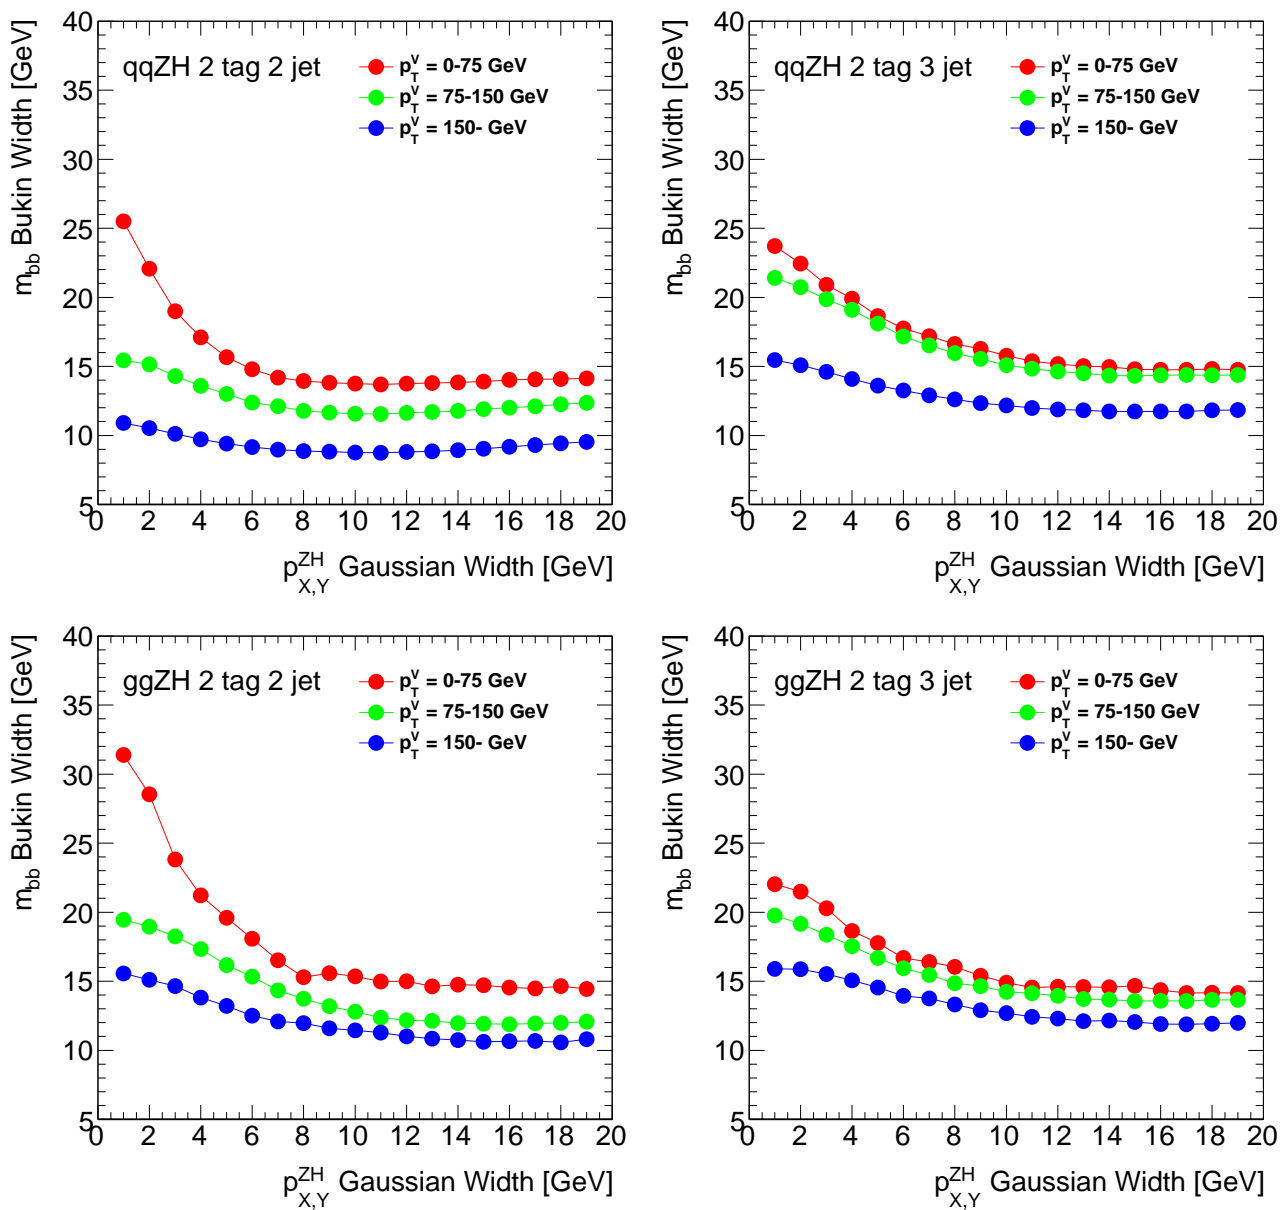 m_bb Bukin Width [GeV]
40
35
30
25
20
15
10
5
qqZH 2 tag 2 jet
p_T^V = 0-75 GeV
p_T^V = 75-150 GeV
p_T^V = 150- GeV
0 2 4 6 8 10 12 14 16 18 20
p_X,Y^ZH Gaussian Width [GeV]
m_bb Bukin Width [GeV]
40
35
30
25
20
15
10
5
qqZH 2 tag 3 jet
p_T^V = 0-75 GeV
p_T^V = 75-150 GeV
p_T^V = 150- GeV
0 2 4 6 8 10 12 14 16 18 20
p_X,Y^ZH Gaussian Width [GeV]
m_bb Bukin Width [GeV]
40
35
30
25
20
15
10
5
ggZH 2 tag 2 jet
p_T^V = 0-75 GeV
p_T^V = 75-150 GeV
p_T^V = 150- GeV
0 2 4 6 8 10 12 14 16 18 20
p_X,Y^ZH Gaussian Width [GeV]
m_bb Bukin Width [GeV]
40
35
30
25
20
15
10
5
ggZH 2 tag 3 jet
p_T^V = 0-75 GeV
p_T^V = 75-150 GeV
p_T^V = 150- GeV
0 2 4 6 8 10 12 14 16 18 20
p_X,Y^ZH Gaussian Width [GeV]